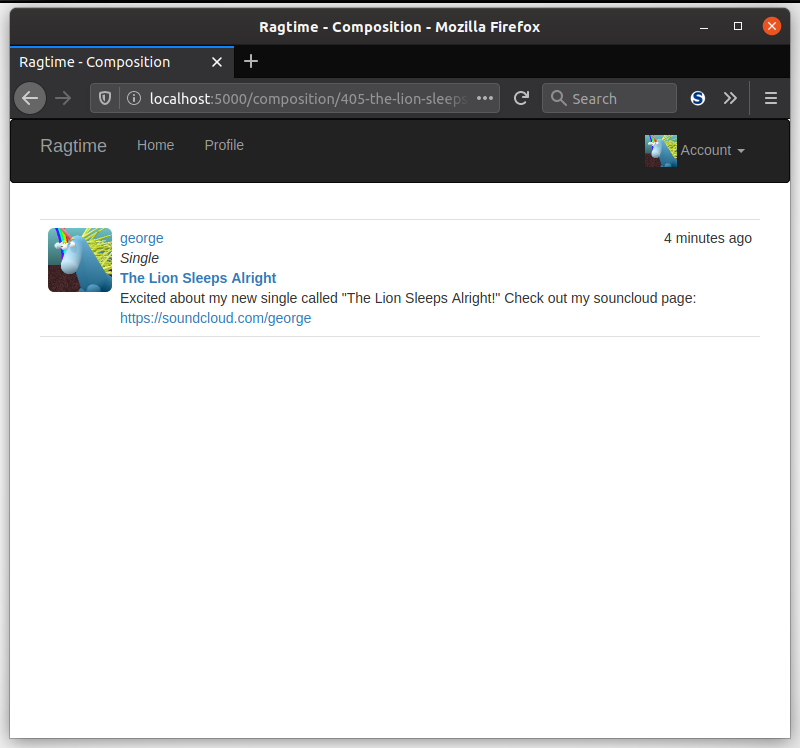 Ragtime - Composition - Mozilla Firefox
Ragtime - Composition
localhost:5000/composition/405-the-lion-sleeps
Search
S
Ragtime Home Profile Account
george 4 minutes ago
Single
The Lion Sleeps Alright
Excited about my new single called "The Lion Sleeps Alright!" Check out my souncloud page:
https://soundcloud.com/george